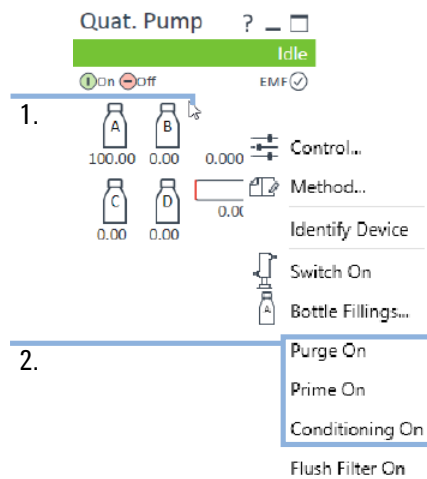 Quat. Pump ?
Idle
On Off EMF
1.
A B
100.00 0.00 0.000
Control...
Method...
C D
0.00 0.00 0.00
Identify Device
Switch On
A Bottle Fillings...
2.
Purge On
Prime On
Conditioning On
Flush Filter On